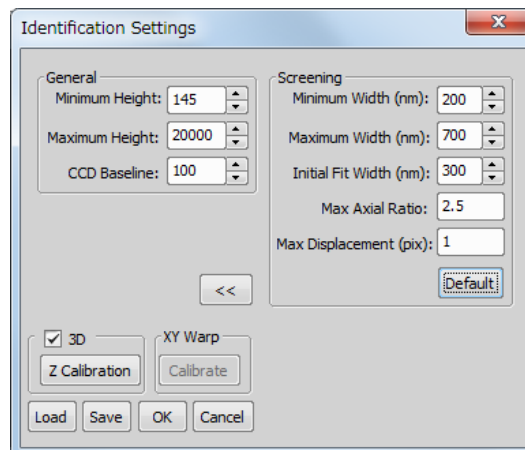 Identification Settings
General
Minimum Height: 145
Maximum Height: 20000
CCD Baseline: 100
<<
Screening
Minimum Width (nm): 200
Maximum Width (nm): 700
Initial Fit Width (nm): 300
Max Axial Ratio: 2.5
Max Displacement (pix): 1
Default
3D
Z Calibration
XY Warp
Calibrate
Load Save OK Cancel